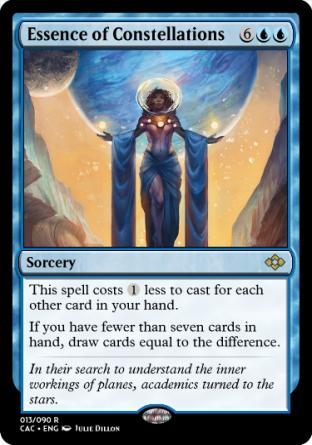 Essence of Constellations 6
Sorcery
This spell costs 1 less to cast for each
other card in your hand.
If you have fewer than seven cards in
hand, draw cards equal to the difference.
In their search to understand the inner
workings of planes, academics turned to the
stars.
013/090 R
CAC • ENG Julie Dillon